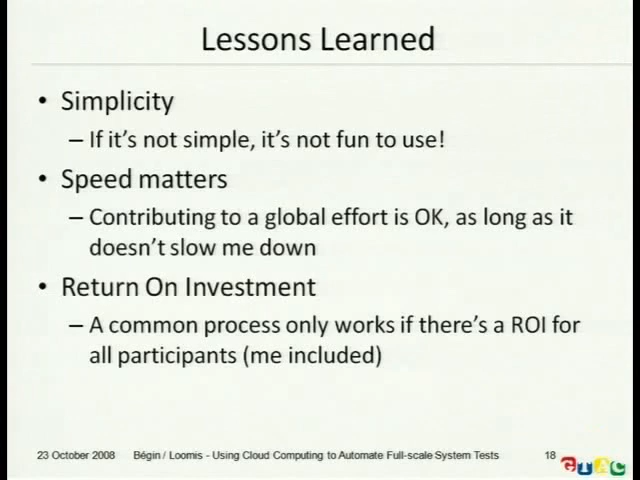 Lessons Learned
• Simplicity
– If it's not simple, it's not fun to use!
• Speed matters
– Contributing to a global effort is OK, as long as it
doesn't slow me down
• Return On Investment
– A common process only works if there's a ROI for
all participants (me included)
23 October 2008 Bégin / Loomis - Using Cloud Computing to Automate Full-scale System Tests 18
GTAC